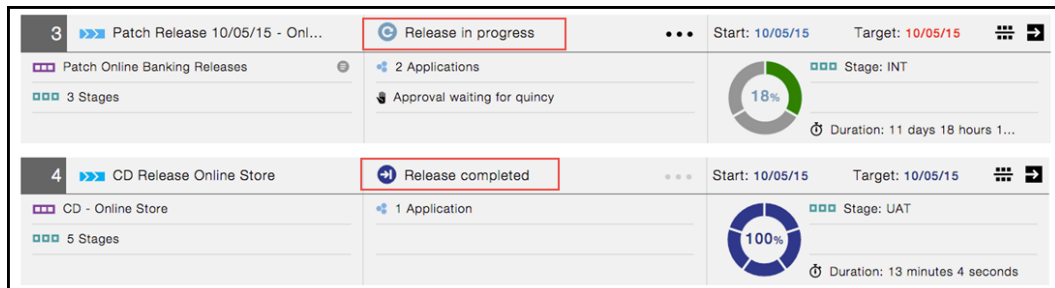 3 Patch Release 10/05/15 - Onl... Release in progress Start: 10/05/15 Target: 10/05/15
Patch Online Banking Releases 2 Applications Stage: INT
3 Stages Approval waiting for quincy 18%
Duration: 11 days 18 hours 1...
4 CD Release Online Store Release completed Start: 10/05/15 Target: 10/05/15
CD - Online Store 1 Application Stage: UAT
5 Stages 100%
Duration: 13 minutes 4 seconds